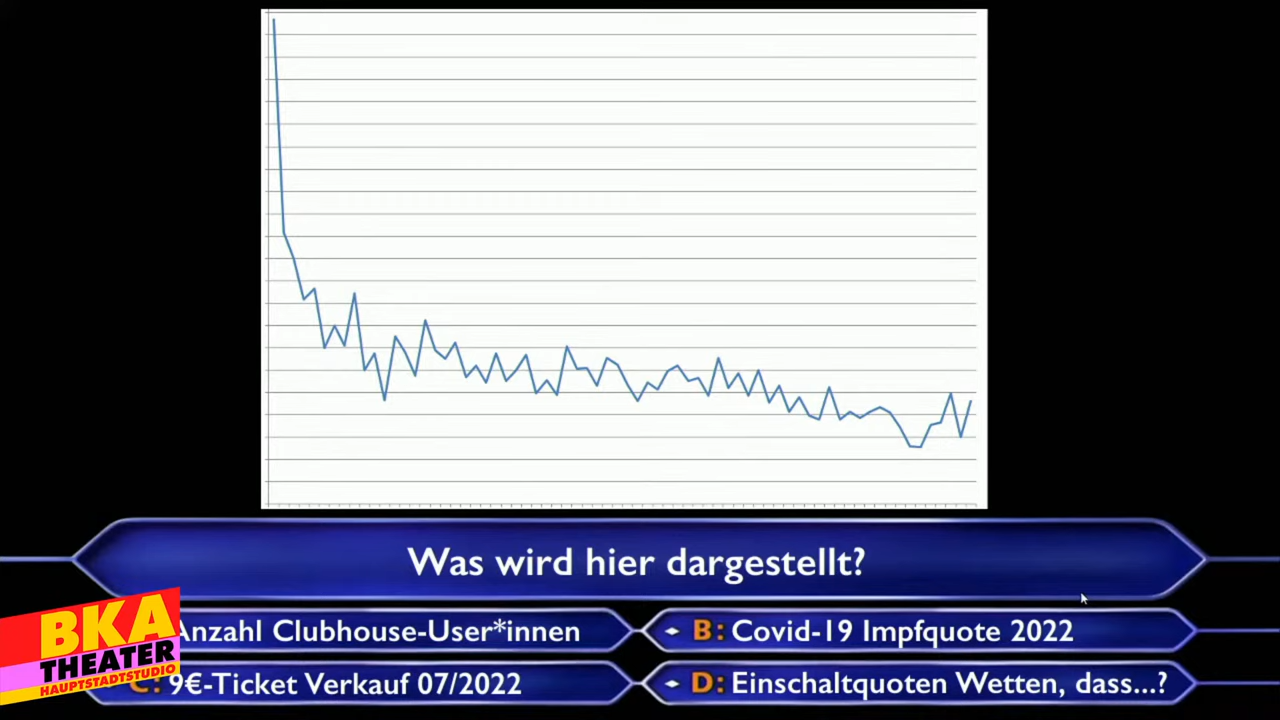 Was wird hier dargestellt?
Anzahl Clubhouse-User*innen
B: Covid-19 Impfquote 2022
C: 9€-Ticket Verkauf 07/2022
D: Einschaltquoten Wetten, dass...?
BKA
THEATER
HAUPTSTADTSTUDIO